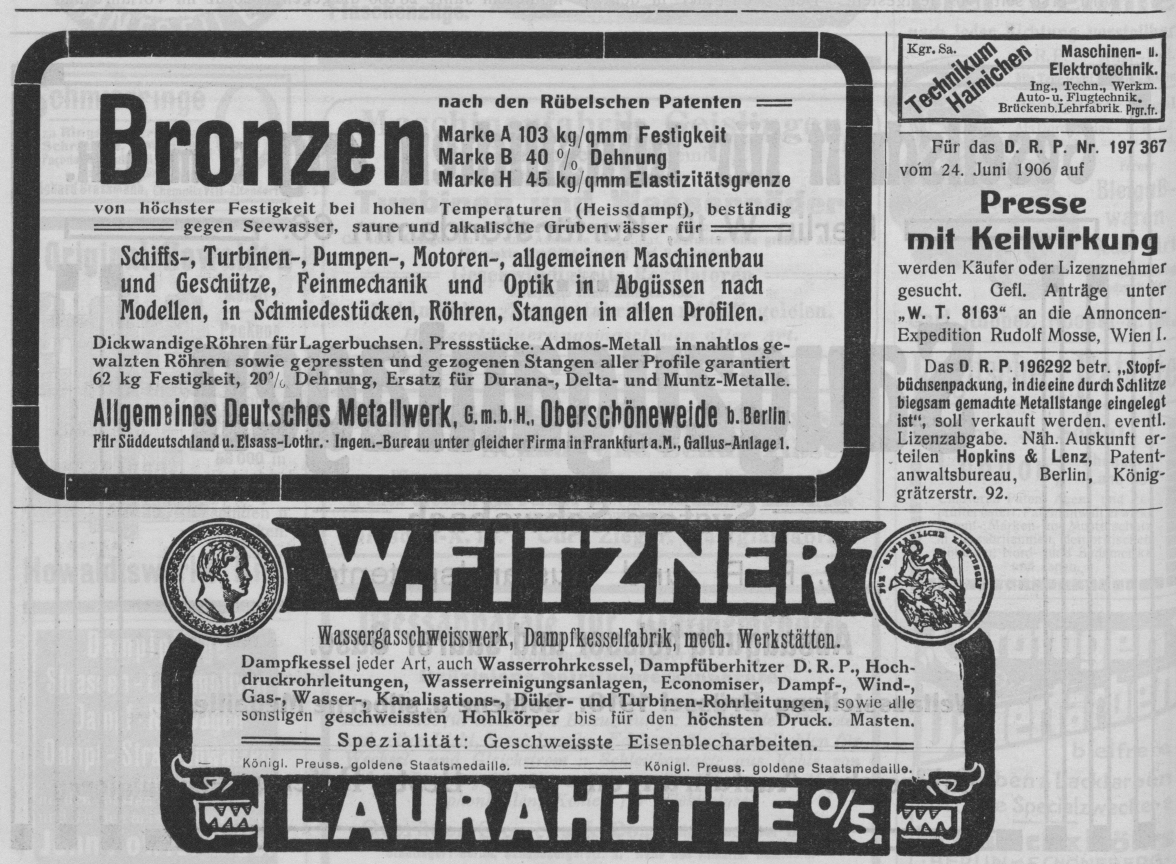 Bronzen
nach den Rübelschen Patenten
Marke A 103 kg/qmm Festigkeit
Marke B 40 % Dehnung
Marke H 45 kg/qmm Elastizitätsgrenze
von höchster Festigkeit bei hohen Temperaturen (Heissdampf), beständig
gegen Seewasser, saure und alkalische Grubenwässer für
Schiffs-, Turbinen-, Pumpen-, Motoren-, allgemeinen Maschinenbau
und Geschütze, Feinmechanik und Optik in Abgüssen nach
Modellen, in Schmiedestücken, Röhren, Stangen in allen Profilen.
Dickwandige Röhren für Lagerbuchsen. Pressstücke. Admos-Metall in nahtlos ge-
walzten Röhren sowie gepressten und gezogenen Stangen aller Profile garantiert
62 kg Festigkeit, 20% Dehnung, Ersatz für Durana-, Delta- und Muntz-Metalle.
Allgemeines Deutsches Metallwerk, G.m.b.H., Oberschöneweide b. Berlin.
Für Süddeutschland u. Elsass-Lothr. · Ingen.-Bureau unter gleicher Firma in Frankfurt a. M., Gallus-Anlage 1.
Kgr. Sa.
Technikum
Hainichen
Maschinen- u.
Elektrotechnik.
Ing., Techn., Werkm.
Auto- u. Flugtechnik.
Brückenb. Lehrfabrik. Prgr. fr.
Für das D. R. P. Nr. 197 367
vom 24. Juni 1906 auf
Presse
mit Keilwirkung
werden Käufer oder Lizenznehmer
gesucht. Gefl. Anträge unter
„W. T. 8163“ an die Annoncen-
Expedition Rudolf Mosse, Wien I.
Das D. R. P. 196292 betr. „Stopf-
büchsenpackung, in die eine durch Schlitze
biegsam gemachte Metallstange eingelegt
ist“, soll verkauft werden, eventl.
Lizenzabgabe. Näh. Auskunft er-
teilen Hopkins & Lenz, Patent-
anwaltsbureau, Berlin, König-
grätzerstr. 92.
W. FITZNER
FÜR GEWERBLICHE LEISTUNGEN
Wassergasschweisswerk, Dampfkesselfabrik, mech. Werkstätten.
Dampfkessel jeder Art, auch Wasserrohrkessel, Dampfüberhitzer D. R. P., Hoch-
druckrohrleitungen, Wasserreinigungsanlagen, Economiser, Dampf-, Wind-,
Gas-, Wasser-, Kanalisations-, Düker- und Turbinen-Rohrleitungen, sowie alle
sonstigen geschweissten Hohlkörper bis für den höchsten Druck. Masten.
Spezialität: Geschweisste Eisenblecharbeiten.
Königl. Preuss. goldene Staatsmedaille. Königl. Preuss. goldene Staatsmedaille.
LAURAHÜTTE O/S.